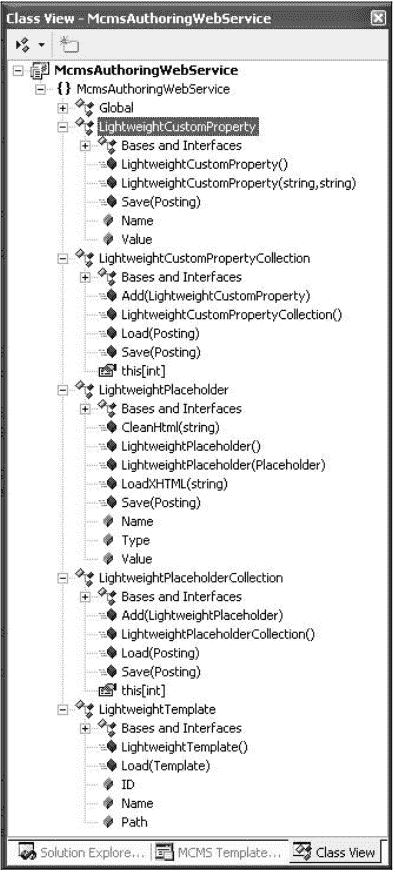 Class View - McmsAuthoringWebService
McmsAuthoringWebService
{} McmsAuthoringWebService
Global
LightweightCustomProperty
Bases and Interfaces
LightweightCustomProperty()
LightweightCustomProperty(string,string)
Save(Posting)
Name
Value
LightweightCustomPropertyCollection
Bases and Interfaces
Add(LightweightCustomProperty)
LightweightCustomPropertyCollection()
Load(Posting)
Save(Posting)
this[int]
LightweightPlaceholder
Bases and Interfaces
CleanHtml(string)
LightweightPlaceholder()
LightweightPlaceholder(Placeholder)
LoadXHTML(string)
Save(Posting)
Name
Type
Value
LightweightPlaceholderCollection
Bases and Interfaces
Add(LightweightPlaceholder)
LightweightPlaceholderCollection()
Load(Posting)
Save(Posting)
this[int]
LightweightTemplate
Bases and Interfaces
LightweightTemplate()
Load(Template)
ID
Name
Path
Solution Explore... MCMS Template... Class View